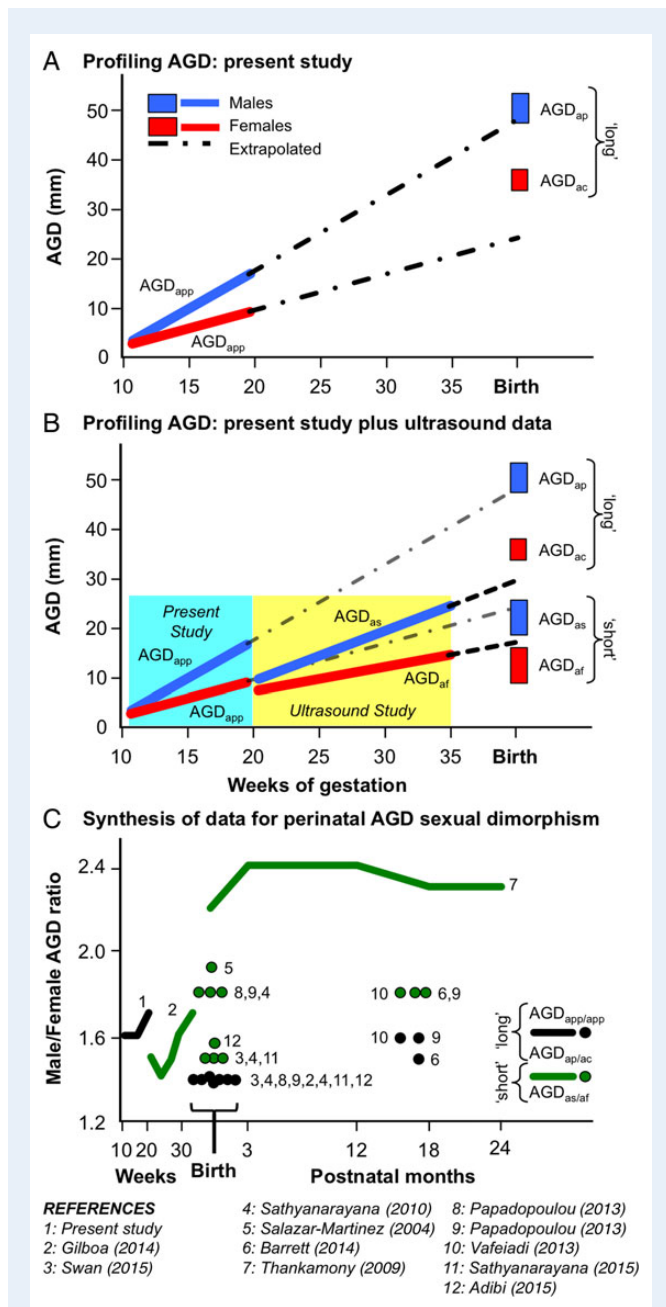 A Profiling AGD: present study
50
40
30
20
10
0
AGD (mm)
Males
Females
Extrapolated
AGDapp
AGDapp
AGDap
AGDac
'long'
10 15 20 25 30 35 Birth
B Profiling AGD: present study plus ultrasound data
50
40
30
20
10
0
AGD (mm)
Present
Study
AGDapp
AGDapp
AGDas
AGDaf
Ultrasound Study
AGDap
AGDac
'long'
AGDas
AGDaf
'short'
10 15 20 25 30 35 Birth
Weeks of gestation
C Synthesis of data for perinatal AGD sexual dimorphism
2.4
2.0
1.6
1.2
Male/Female AGD ratio
7
5
8,9,4
1
2
12
3,4,11
3,4,8,9,2,4,11,12
10 6,9
10 9
6
'long'
AGDapp/app
AGDap/ac
'short'
AGDas/af
10 20 30 3 12 18 24
Weeks Birth Postnatal months
REFERENCES
1: Present study
2: Gilboa (2014)
3: Swan (2015)
4: Sathyanarayana (2010)
5: Salazar-Martinez (2004)
6: Barrett (2014)
7: Thankamony (2009)
8: Papadopoulou (2013)
9: Papadopoulou (2013)
10: Vafeiadi (2013)
11: Sathyanarayana (2015)
12: Adibi (2015)